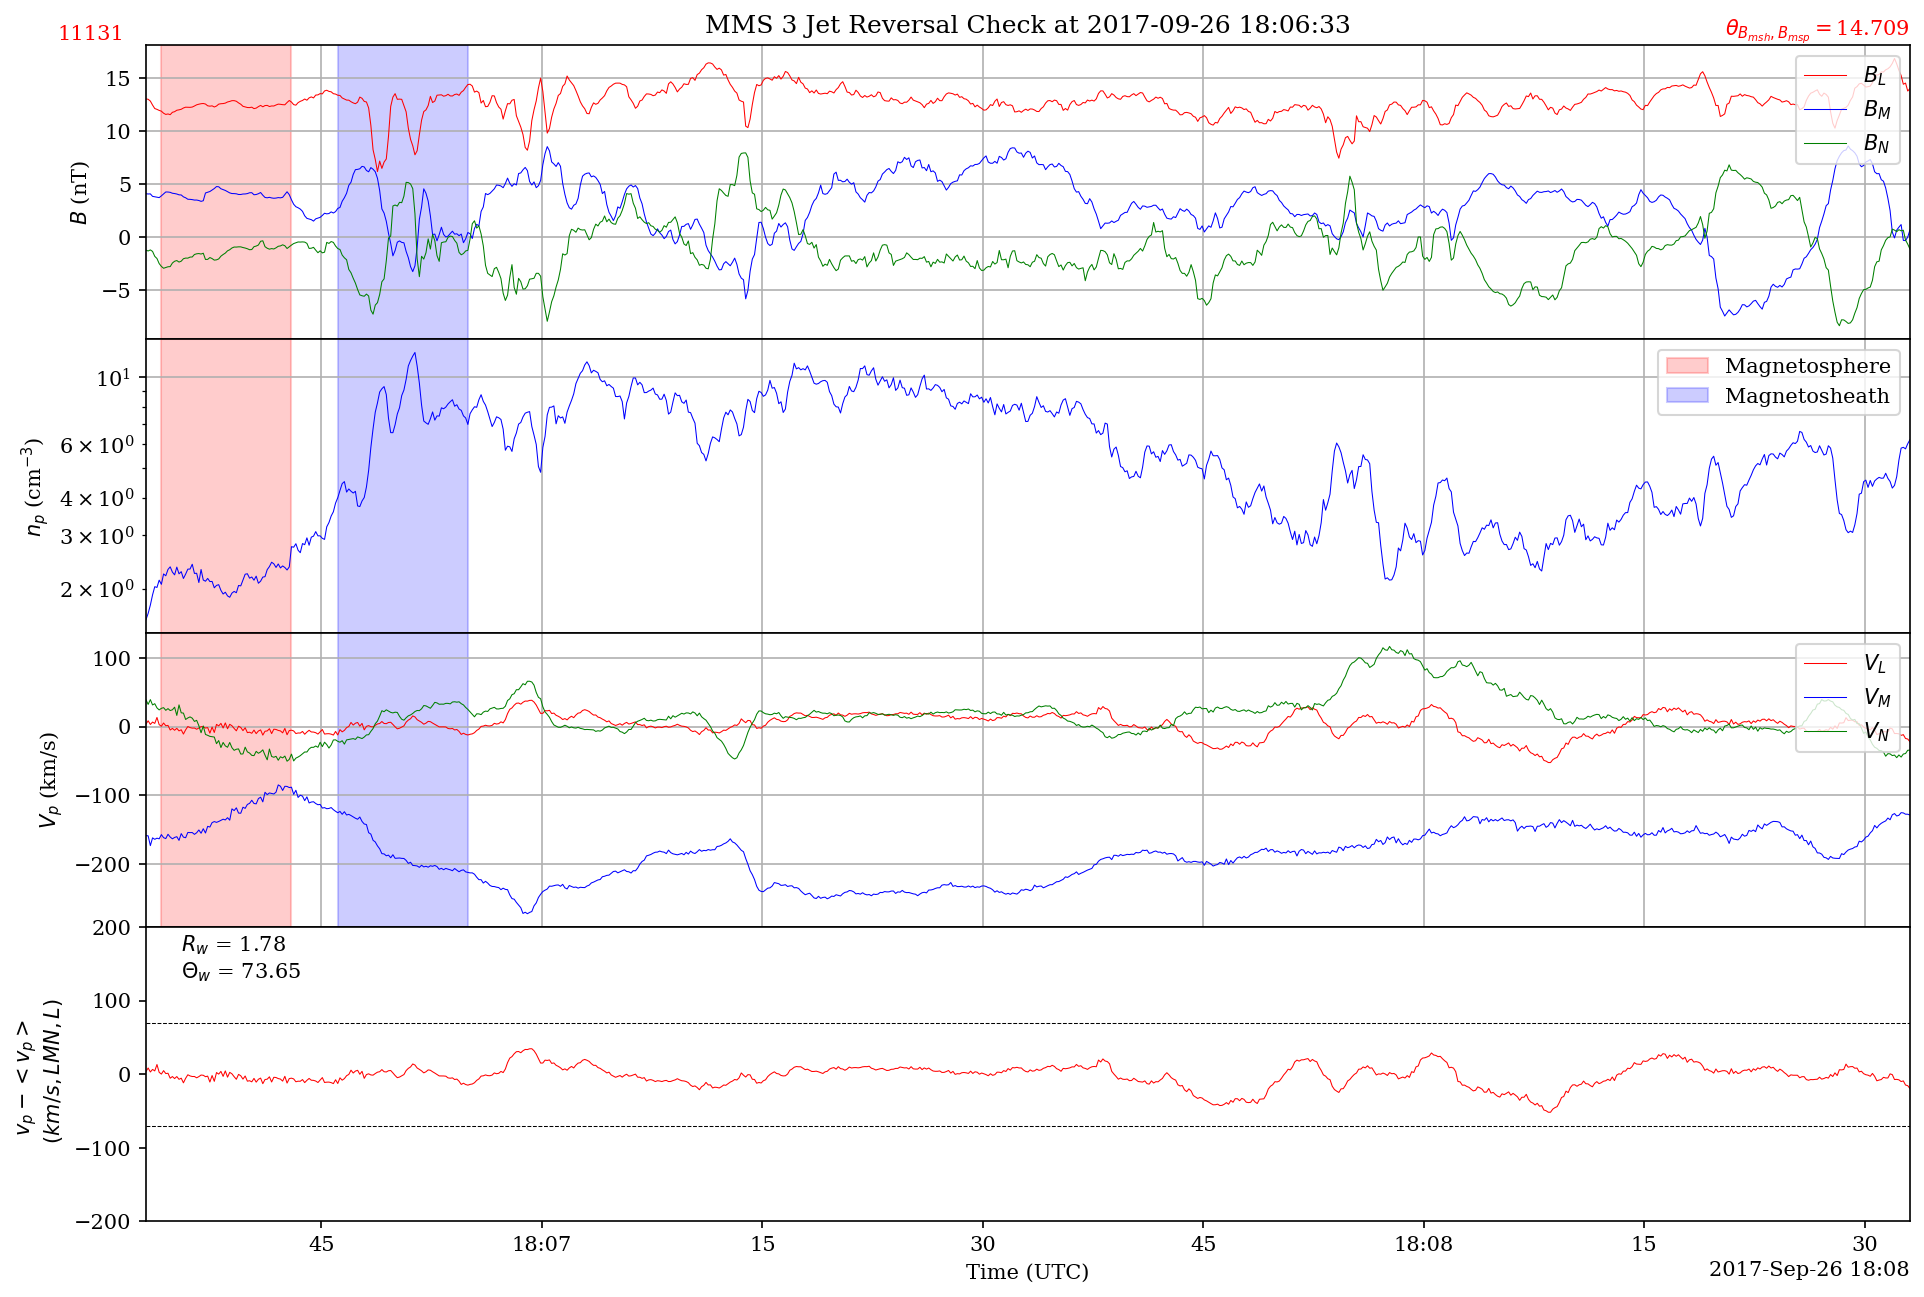 11131
MMS 3 Jet Reversal Check at 2017-09-26 18:06:33
θ_{B_{msh}, B_{msp}} = 14.709
B (nT)
15
10
5
0
−5
B_L
B_M
B_N
n_p (cm^{−3})
10^1
6 × 10^0
4 × 10^0
3 × 10^0
2 × 10^0
Magnetosphere
Magnetosheath
V_p (km/s)
100
0
−100
−200
V_L
V_M
V_N
v_p − < v_p >
(km/s, LMN, L)
200
100
0
−100
−200
R_w = 1.78
Θ_w = 73.65
45
18:07
15
30
45
18:08
15
30
Time (UTC)
2017-Sep-26 18:08